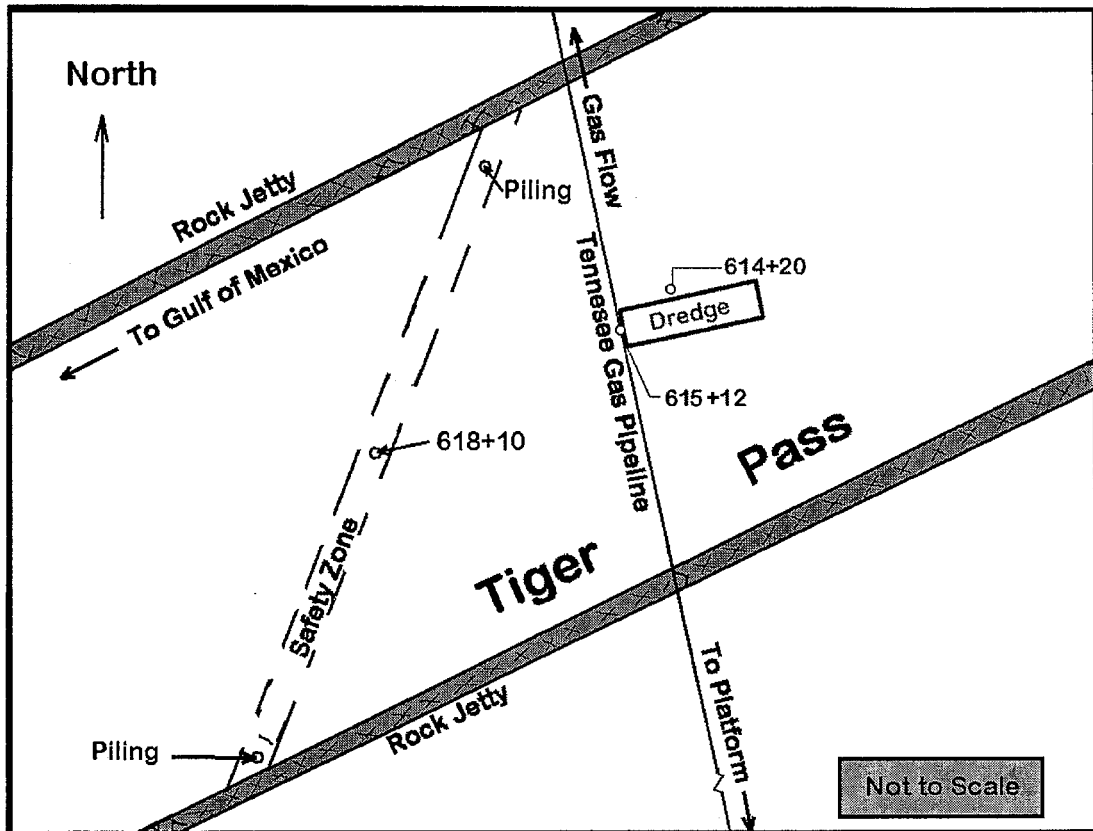 North
Rock Jetty
To Gulf of Mexico
Gas Flow
Piling
Tennesee Gas Pipeline
614+20
Dredge
615+12
618+10
Pass
Tiger
Safety Zone
Rock Jetty
To Platform
Piling
Not to Scale